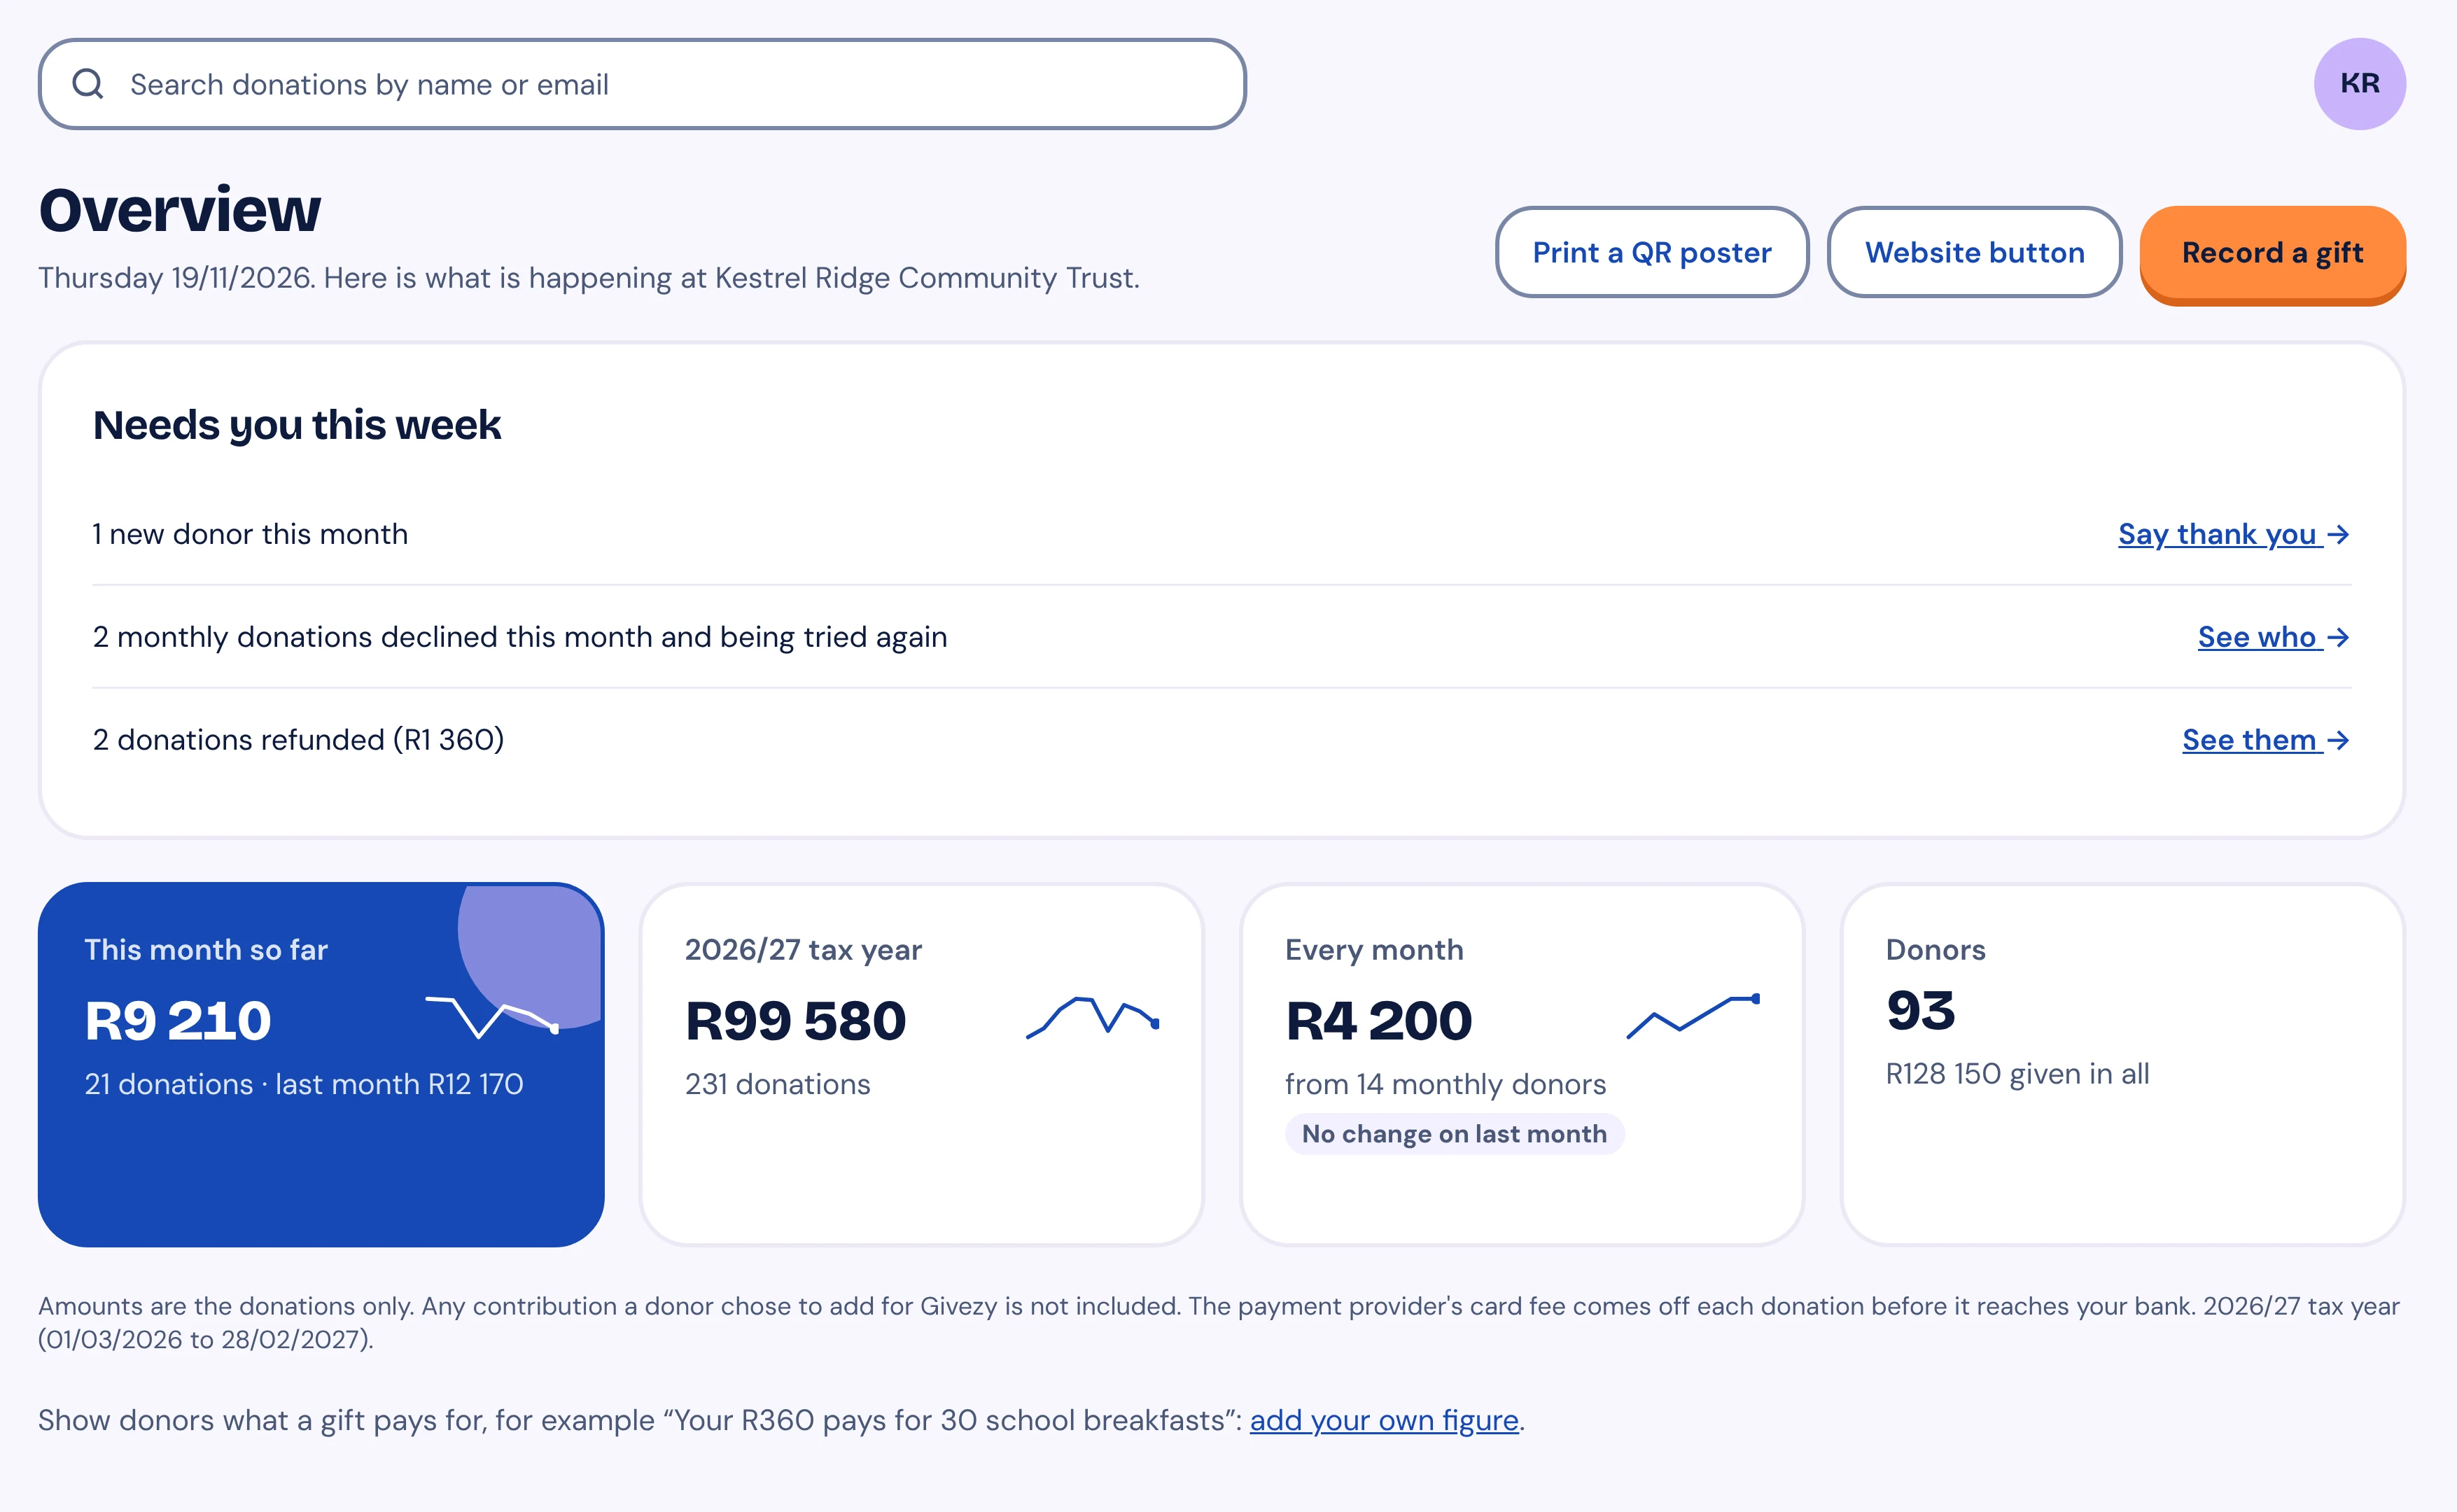 Search donations by name or email
KR
Overview
Thursday 19/11/2026. Here is what is happening at Kestrel Ridge Community Trust.
Print a QR poster
Website button
Record a gift
Needs you this week
1 new donor this month
Say thank you →
2 monthly donations declined this month and being tried again
See who →
2 donations refunded (R1 360)
See them →
This month so far
R9 210
21 donations · last month R12 170
2026/27 tax year
R99 580
231 donations
Every month
R4 200
from 14 monthly donors
No change on last month
Donors
93
R128 150 given in all
Amounts are the donations only. Any contribution a donor chose to add for Givezy is not included. The payment provider's card fee comes off each donation before it reaches your bank. 2026/27 tax year
(01/03/2026 to 28/02/2027).
Show donors what a gift pays for, for example “Your R360 pays for 30 school breakfasts”: add your own figure.